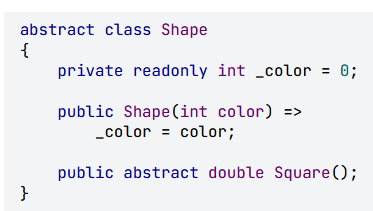 abstract class Shape
{
    private readonly int _color = 0;
    public Shape(int color) =>
        _color = color;
    public abstract double Square();
}